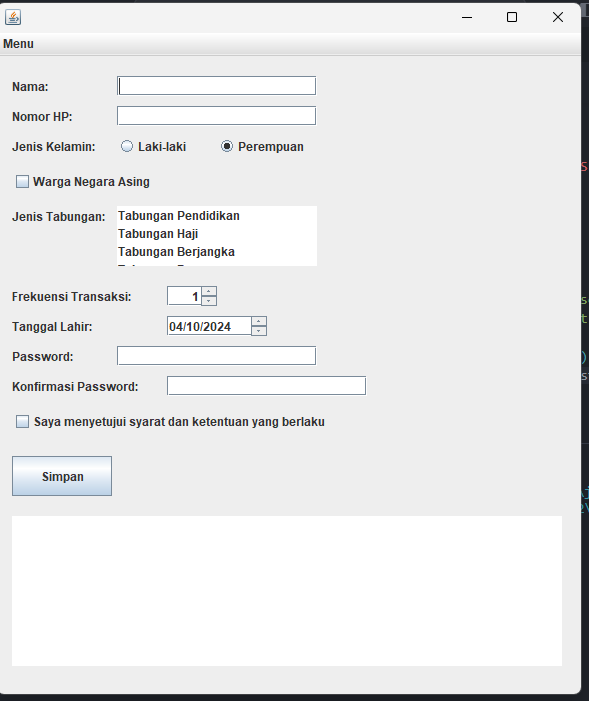 Menu
Nama:
Nomor HP:
Jenis Kelamin: Laki-laki Perempuan
Warga Negara Asing
Jenis Tabungan: Tabungan Pendidikan
Tabungan Haji
Tabungan Berjangka
Frekuensi Transaksi: 1
Tanggal Lahir: 04/10/2024
Password:
Konfirmasi Password:
Saya menyetujui syarat dan ketentuan yang berlaku
Simpan